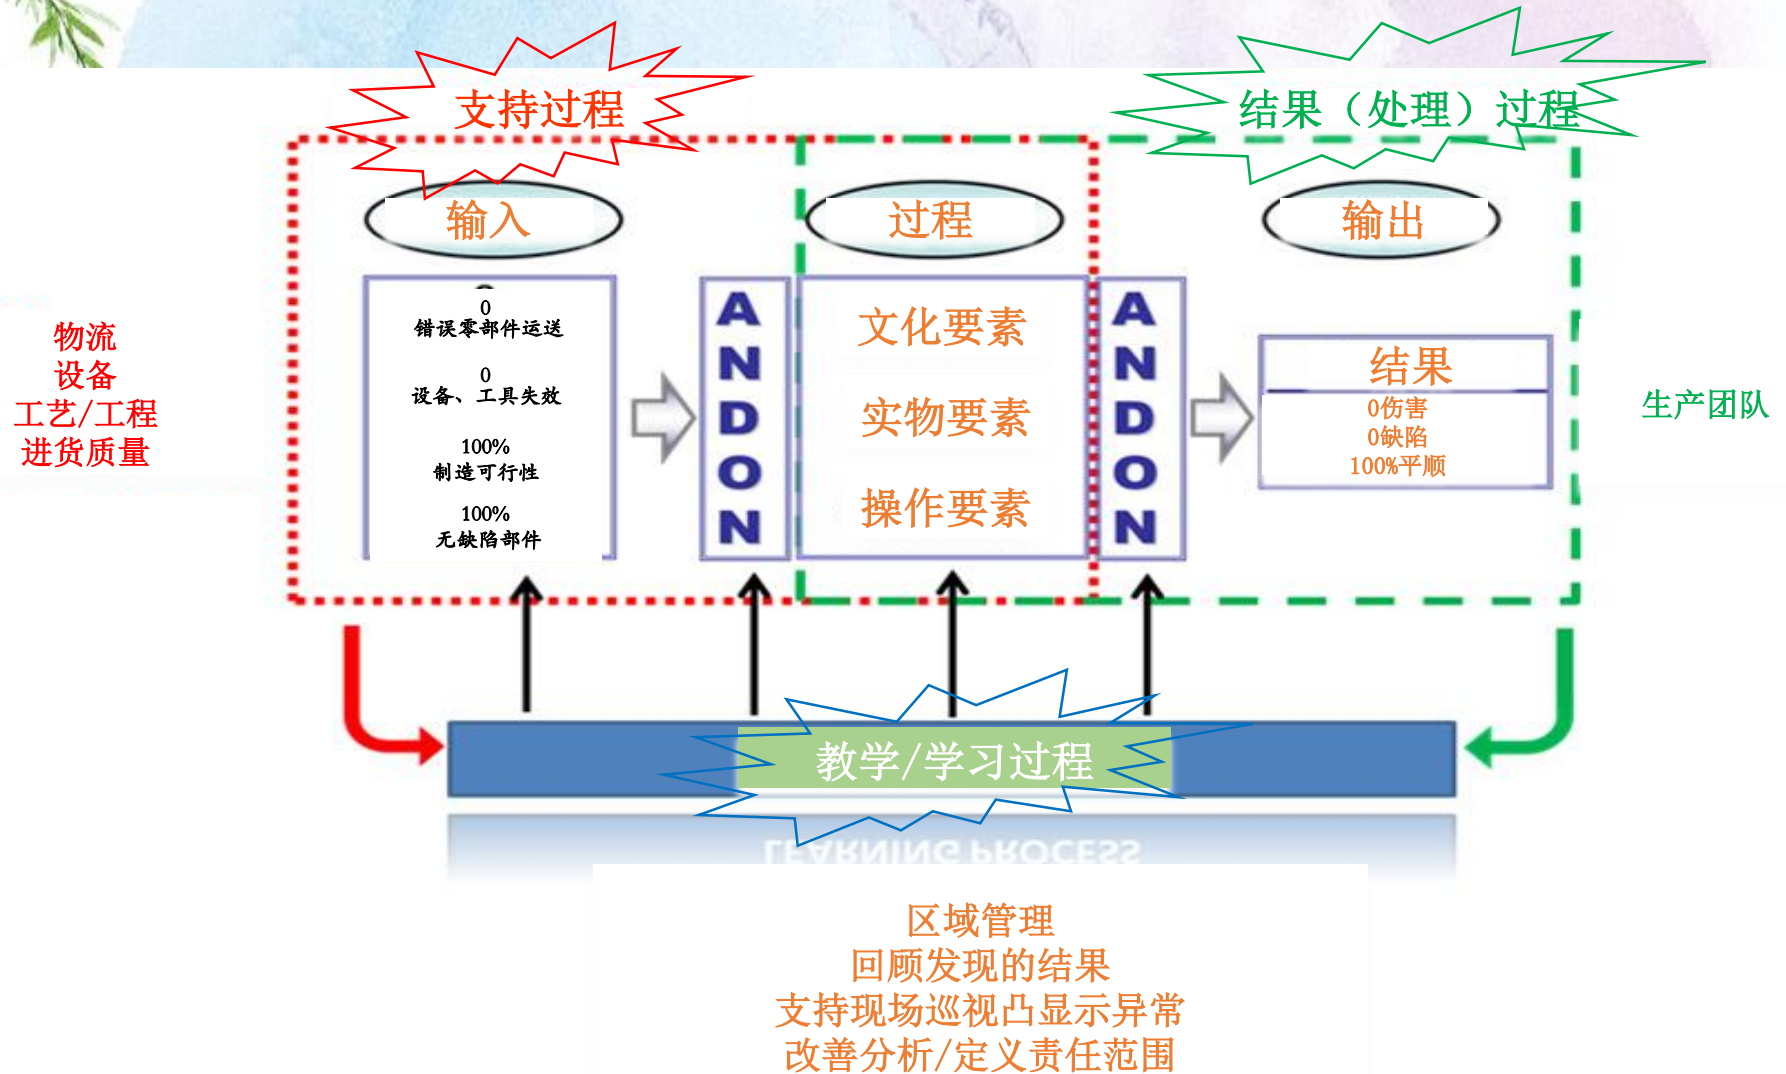 支持过程
结果（处理）过程
输入
过程
输出
物流
设备
工艺/工程
进货质量
0
错误零部件运送
0
设备、工具失效
100%
制造可行性
100%
无缺陷部件
A
N
D
O
N
文化要素
实物要素
操作要素
A
N
D
O
N
结果
0伤害
0缺陷
100%平顺
生产团队
教学/学习过程
LEARNING PROCESS
区域管理
回顾发现的结果
支持现场巡视凸显示异常
改善分析/定义责任范围